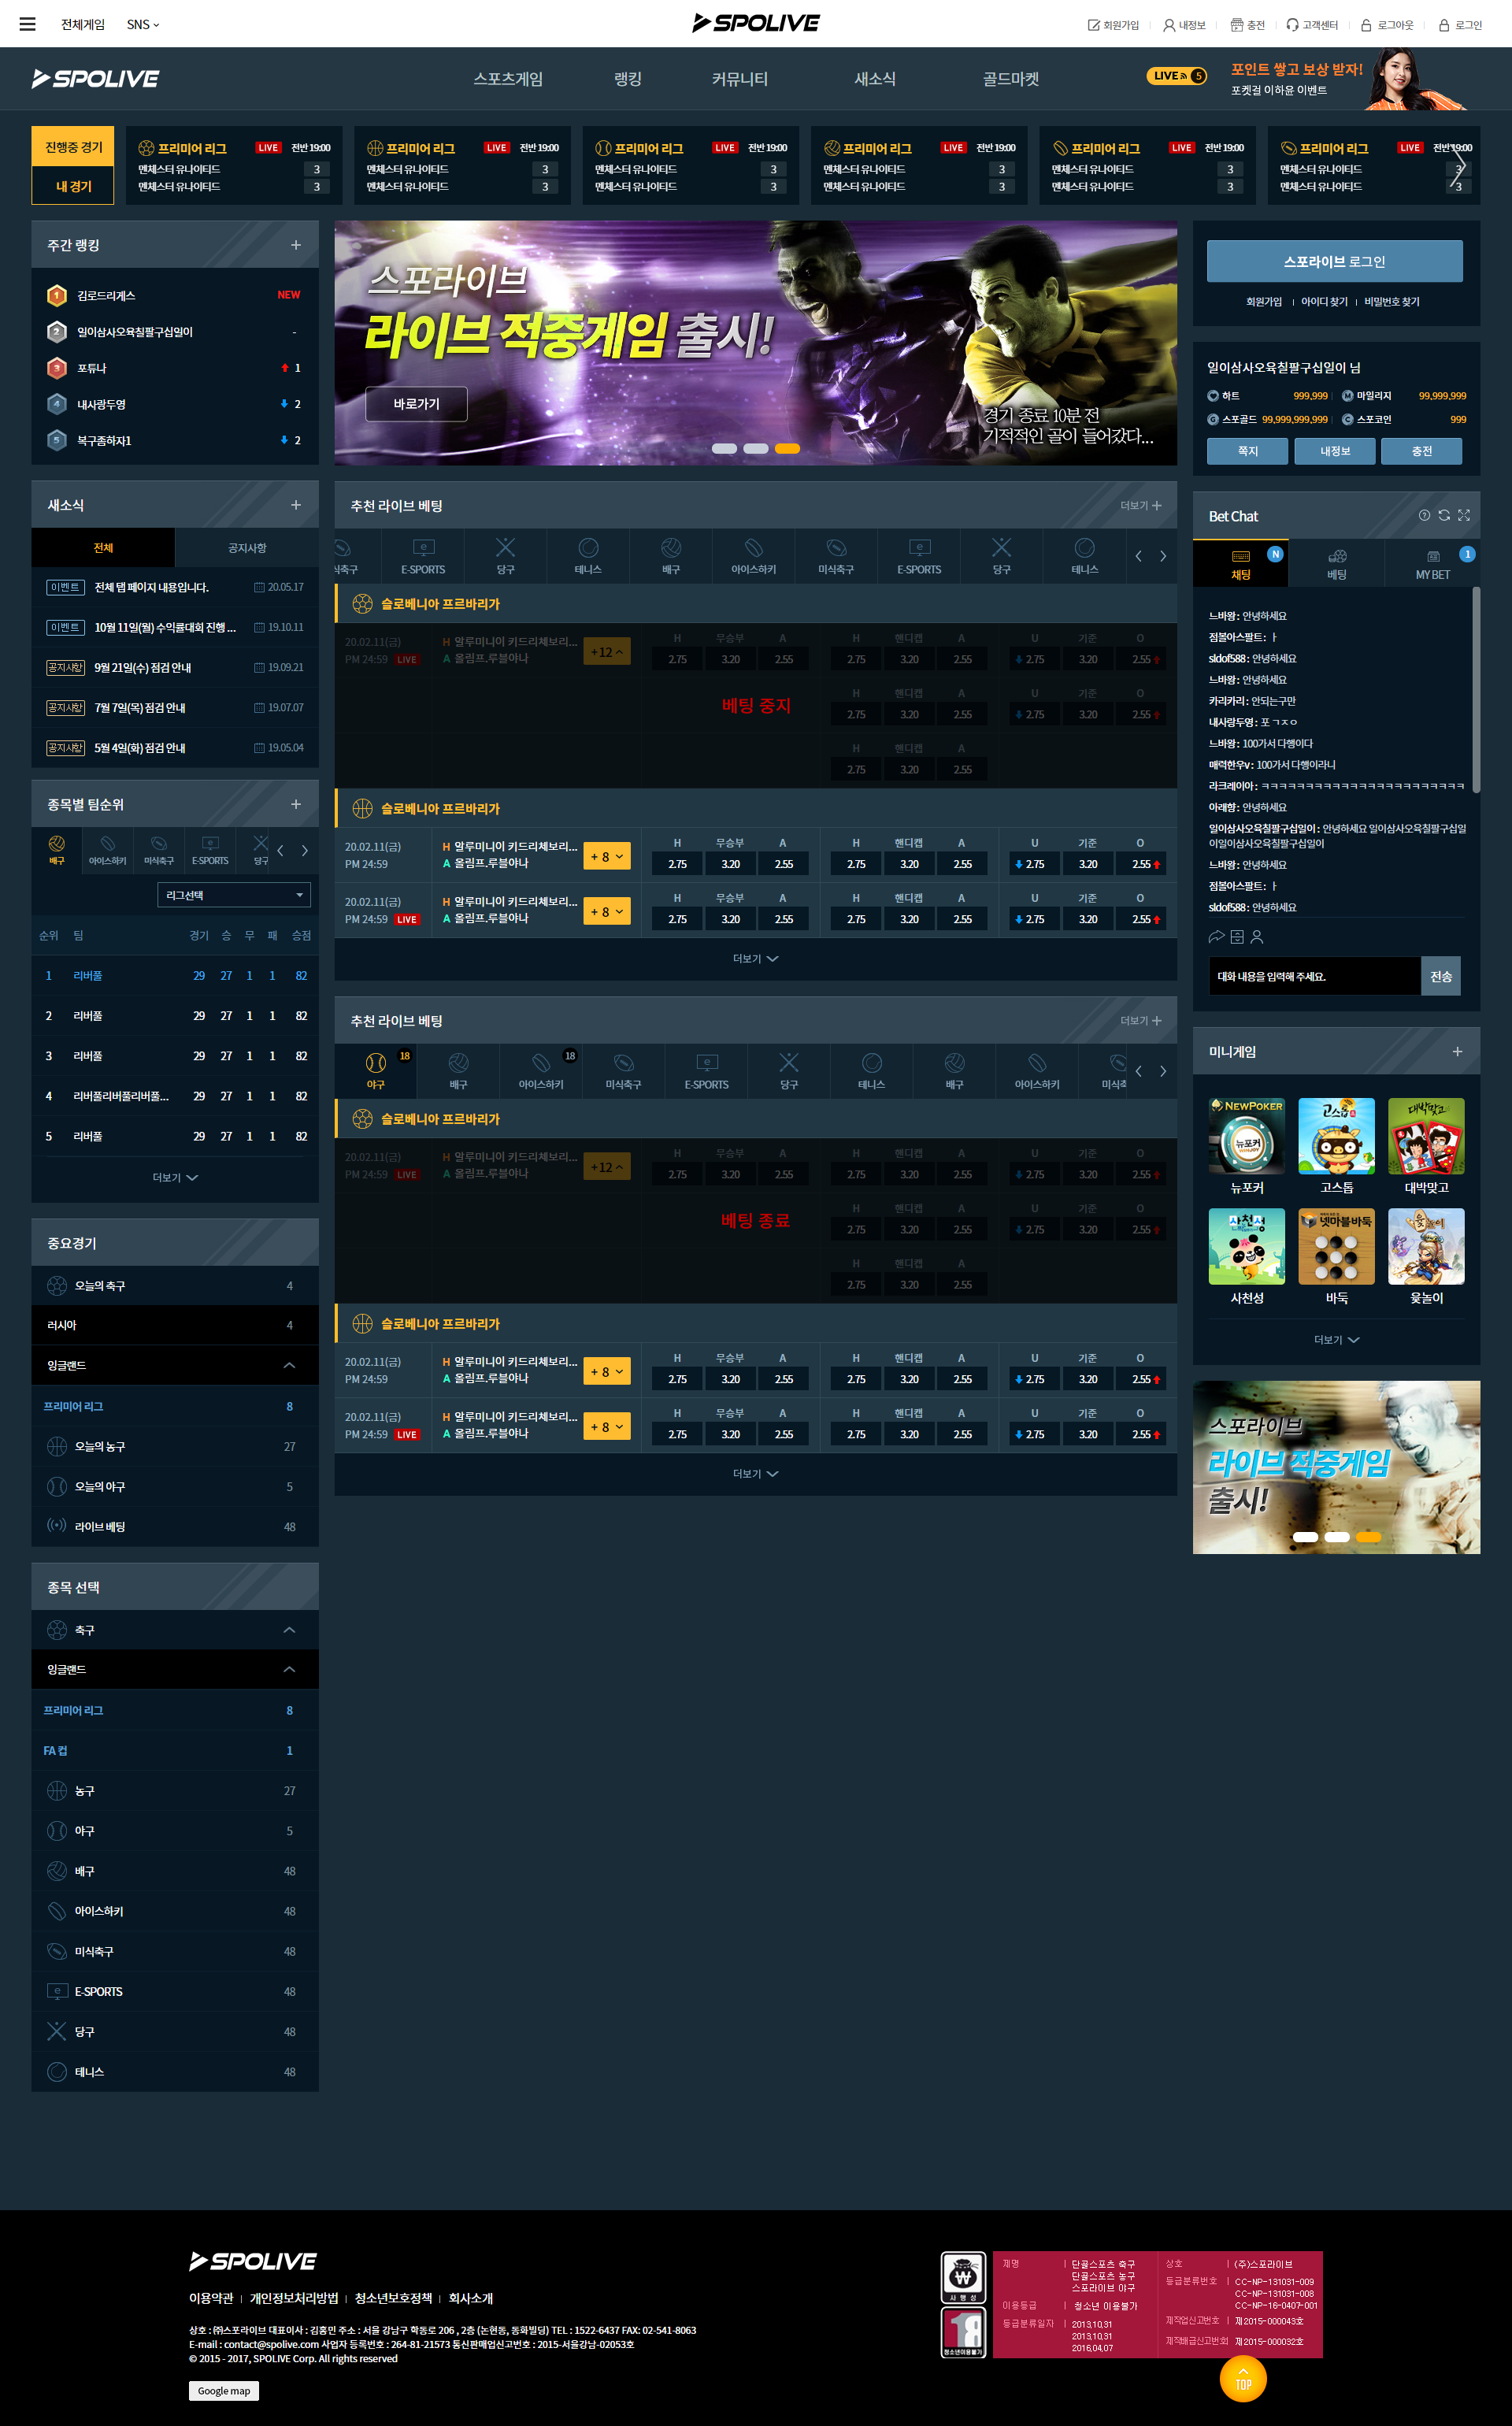 전체게임 SNS
SPOLIVE
회원가입 내정보 충전 고객센터 로그아웃 로그인
SPOLIVE
스포츠게임 랭킹 커뮤니티 새소식 골드마켓
LIVE 5
포인트 쌓고 보상 받자!
포켓걸 이하윤 이벤트
진행중 경기
내 경기
프리미어 리그 LIVE 전반 19:00
맨체스터 유나이티드 3
맨체스터 유나이티드 3
프리미어 리그 LIVE 전반 19:00
맨체스터 유나이티드 3
맨체스터 유나이티드 3
프리미어 리그 LIVE 전반 19:00
맨체스터 유나이티드 3
맨체스터 유나이티드 3
프리미어 리그 LIVE 전반 19:00
맨체스터 유나이티드 3
맨체스터 유나이티드 3
프리미어 리그 LIVE 전반 19:00
맨체스터 유나이티드 3
맨체스터 유나이티드 3
프리미어 리그 LIVE 전반 19:00
맨체스터 유나이티드 3
맨체스터 유나이티드 3
주간 랭킹
1 김로드리게스 NEW
2 일이삼사오육칠팔구십일이 -
3 포튜나 1
4 내사랑두영 2
5 복구좀하자1 2
새소식
전체 공지사항
이벤트 전체 탭 페이지 내용입니다. 20.05.17
이벤트 10월 11일(월) 수익률대회 진행 ... 19.10.11
공지사항 9월 21일(수) 점검 안내 19.09.21
공지사항 7월 7일(목) 점검 안내 19.07.07
공지사항 5월 4일(화) 점검 안내 19.05.04
종목별 팀순위
배구 아이스하키 미식축구 E-SPORTS 당구
리그선택
순위 팀 경기 승 무 패 승점
1 리버풀 29 27 1 1 82
2 리버풀 29 27 1 1 82
3 리버풀 29 27 1 1 82
4 리버풀리버풀리버풀... 29 27 1 1 82
5 리버풀 29 27 1 1 82
더보기
중요경기
오늘의 축구 4
러시아 4
잉글랜드
프리미어 리그 8
오늘의 농구 27
오늘의 야구 5
라이브 베팅 48
종목 선택
축구
잉글랜드
프리미어 리그 8
FA 컵 1
농구 27
야구 5
배구 48
아이스하키 48
미식축구 48
E-SPORTS 48
당구 48
테니스 48
스포라이브
라이브 적중게임 출시!
바로가기
경기 종료 10분 전
기적적인 골이 들어갔다...
추천 라이브 베팅 더보기
식축구 E-SPORTS 당구 테니스 배구 아이스하키 미식축구 E-SPORTS 당구 테니스
슬로베니아 프르바리가
20.02.11(금) H 알루미니이 키드리체보리... +12 H 무승부 A H 핸디캡 A U 기준 O
PM 24:59 LIVE A 올림프.루블아나 2.75 3.20 2.55 2.75 3.20 2.55 2.75 3.20 2.55
H 핸디캡 A U 기준 O
베팅 중지 2.75 3.20 2.55 2.75 3.20 2.55
H 핸디캡 A
2.75 3.20 2.55
슬로베니아 프르바리가
20.02.11(금) H 알루미니이 키드리체보리... + 8 H 무승부 A H 핸디캡 A U 기준 O
PM 24:59 A 올림프.루블아나 2.75 3.20 2.55 2.75 3.20 2.55 2.75 3.20 2.55
20.02.11(금) H 알루미니이 키드리체보리... + 8 H 무승부 A H 핸디캡 A U 기준 O
PM 24:59 LIVE A 올림프.루블아나 2.75 3.20 2.55 2.75 3.20 2.55 2.75 3.20 2.55
더보기
추천 라이브 베팅 더보기
야구 18 배구 아이스하키 18 미식축구 E-SPORTS 당구 테니스 배구 아이스하키 미식축
슬로베니아 프르바리가
20.02.11(금) H 알루미니이 키드리체보리... +12 H 무승부 A H 핸디캡 A U 기준 O
PM 24:59 LIVE A 올림프.루블아나 2.75 3.20 2.55 2.75 3.20 2.55 2.75 3.20 2.55
H 핸디캡 A U 기준 O
베팅 종료 2.75 3.20 2.55 2.75 3.20 2.55
H 핸디캡 A
2.75 3.20 2.55
슬로베니아 프르바리가
20.02.11(금) H 알루미니이 키드리체보리... + 8 H 무승부 A H 핸디캡 A U 기준 O
PM 24:59 A 올림프.루블아나 2.75 3.20 2.55 2.75 3.20 2.55 2.75 3.20 2.55
20.02.11(금) H 알루미니이 키드리체보리... + 8 H 무승부 A H 핸디캡 A U 기준 O
PM 24:59 LIVE A 올림프.루블아나 2.75 3.20 2.55 2.75 3.20 2.55 2.75 3.20 2.55
더보기
스포라이브 로그인
회원가입 아이디 찾기 비밀번호 찾기
일이삼사오육칠팔구십일이 님
하트 999,999 M 마일리지 99,999,999
G 스포골드 99,999,999,999 C 스포코인 999
쪽지 내정보 충전
Bet Chat
채팅 N 베팅 MY BET 1
느바왕 : 안녕하세요
점볼아스팔트 : ㅏ
sldof588 : 안녕하세요
느바왕 : 안녕하세요
카리카리 : 안되는구만
내사랑두영 : 포 ㄱㅈㅇ
느바왕 : 100가서 다행이다
매력한우v : 100가서 다행이라니
라크레이아 : ㅋㅋㅋㅋㅋㅋㅋㅋㅋㅋㅋㅋㅋㅋㅋㅋㅋㅋㅋㅋㅋㅋㅋ
아래향 : 안녕하세요
일이삼사오육칠팔구십일이 : 안녕하세요 일이삼사오육칠팔구십일
이일이삼사오육칠팔구십일이
느바왕 : 안녕하세요
점볼아스팔트 : ㅏ
sldof588 : 안녕하세요
대화 내용을 입력해 주세요. 전송
미니게임
NEWPOKER 뉴포커 고스톱 대박맞고
뉴포커 고스톱 대박맞고
사천성 넷마블바둑 윷놀이
사천성 바둑 윷놀이
더보기
스포라이브
라이브 적중게임
출시!
SPOLIVE
이용약관 개인정보처리방법 청소년보호정책 회사소개
상호 : ㈜스포라이브 대표이사 : 김홍민 주소 : 서울 강남구 학동로 206 , 2층 (논현동, 동화빌딩) TEL : 1522-6437 FAX: 02-541-8063
E-mail : contact@spolive.com 사업자 등록번호 : 264-81-21573 통신판매업신고번호 : 2015-서울강남-02053호
© 2015 - 2017, SPOLIVE Corp. All rights reserved
Google map
사행성
18
청소년이용불가
제명 단골스포츠 축구
단골스포츠 농구
스포라이브 야구
이용등급 청소년 이용불가
등급분류일자 2013.10.31
2013.10.31
2016.04.07
상호 (주)스포라이브
등급분류번호 CC-NP-131031-009
CC-NP-131031-008
CC-NP-16-0407-001
제작업신고번호 제2015-000043호
제작배급신고번호 제2015-000032호
TOP